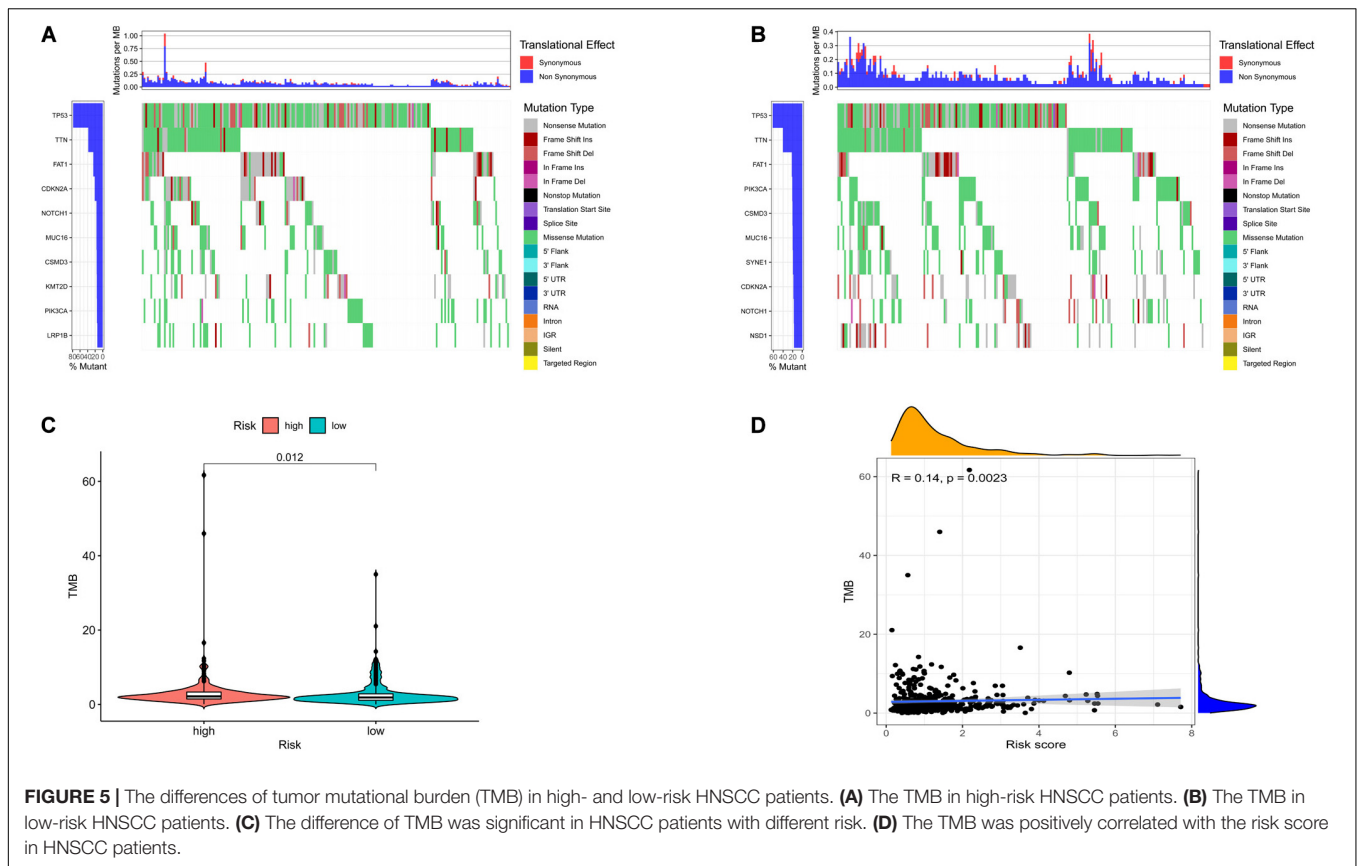 A
Mutations per MB
1.00
0.75
0.50
0.25
0.00
Translational Effect
Synonymous
Non Synonymous
TP53
TTN
FAT1
CDKN2A
NOTCH1
MUC16
CSMD3
KMT2D
PIK3CA
LRP1B
806040200
% Mutant
Mutation Type
Nonsense Mutation
Frame Shift Ins
Frame Shift Del
In Frame Ins
In Frame Del
Nonstop Mutation
Translation Start Site
Splice Site
Missense Mutation
5' Flank
3' Flank
5' UTR
3' UTR
RNA
Intron
IGR
Silent
Targeted Region
B
Mutations per MB
0.4
0.3
0.2
0.1
0.0
Translational Effect
Synonymous
Non Synonymous
TP53
TTN
FAT1
PIK3CA
CSMD3
MUC16
SYNE1
CDKN2A
NOTCH1
NSD1
60 40 20 0
% Mutant
Mutation Type
Nonsense Mutation
Frame Shift Ins
Frame Shift Del
In Frame Ins
In Frame Del
Nonstop Mutation
Translation Start Site
Splice Site
Missense Mutation
5' Flank
3' Flank
5' UTR
3' UTR
RNA
Intron
IGR
Silent
Targeted Region
C
Risk high low
0.012
60
40
20
0
TMB
high low
Risk
D
R = 0.14, p = 0.0023
60
40
20
0
TMB
0 2 4 6 8
Risk score
FIGURE 5 | The differences of tumor mutational burden (TMB) in high- and low-risk HNSCC patients. (A) The TMB in high-risk HNSCC patients. (B) The TMB in
low-risk HNSCC patients. (C) The difference of TMB was significant in HNSCC patients with different risk. (D) The TMB was positively correlated with the risk score
in HNSCC patients.